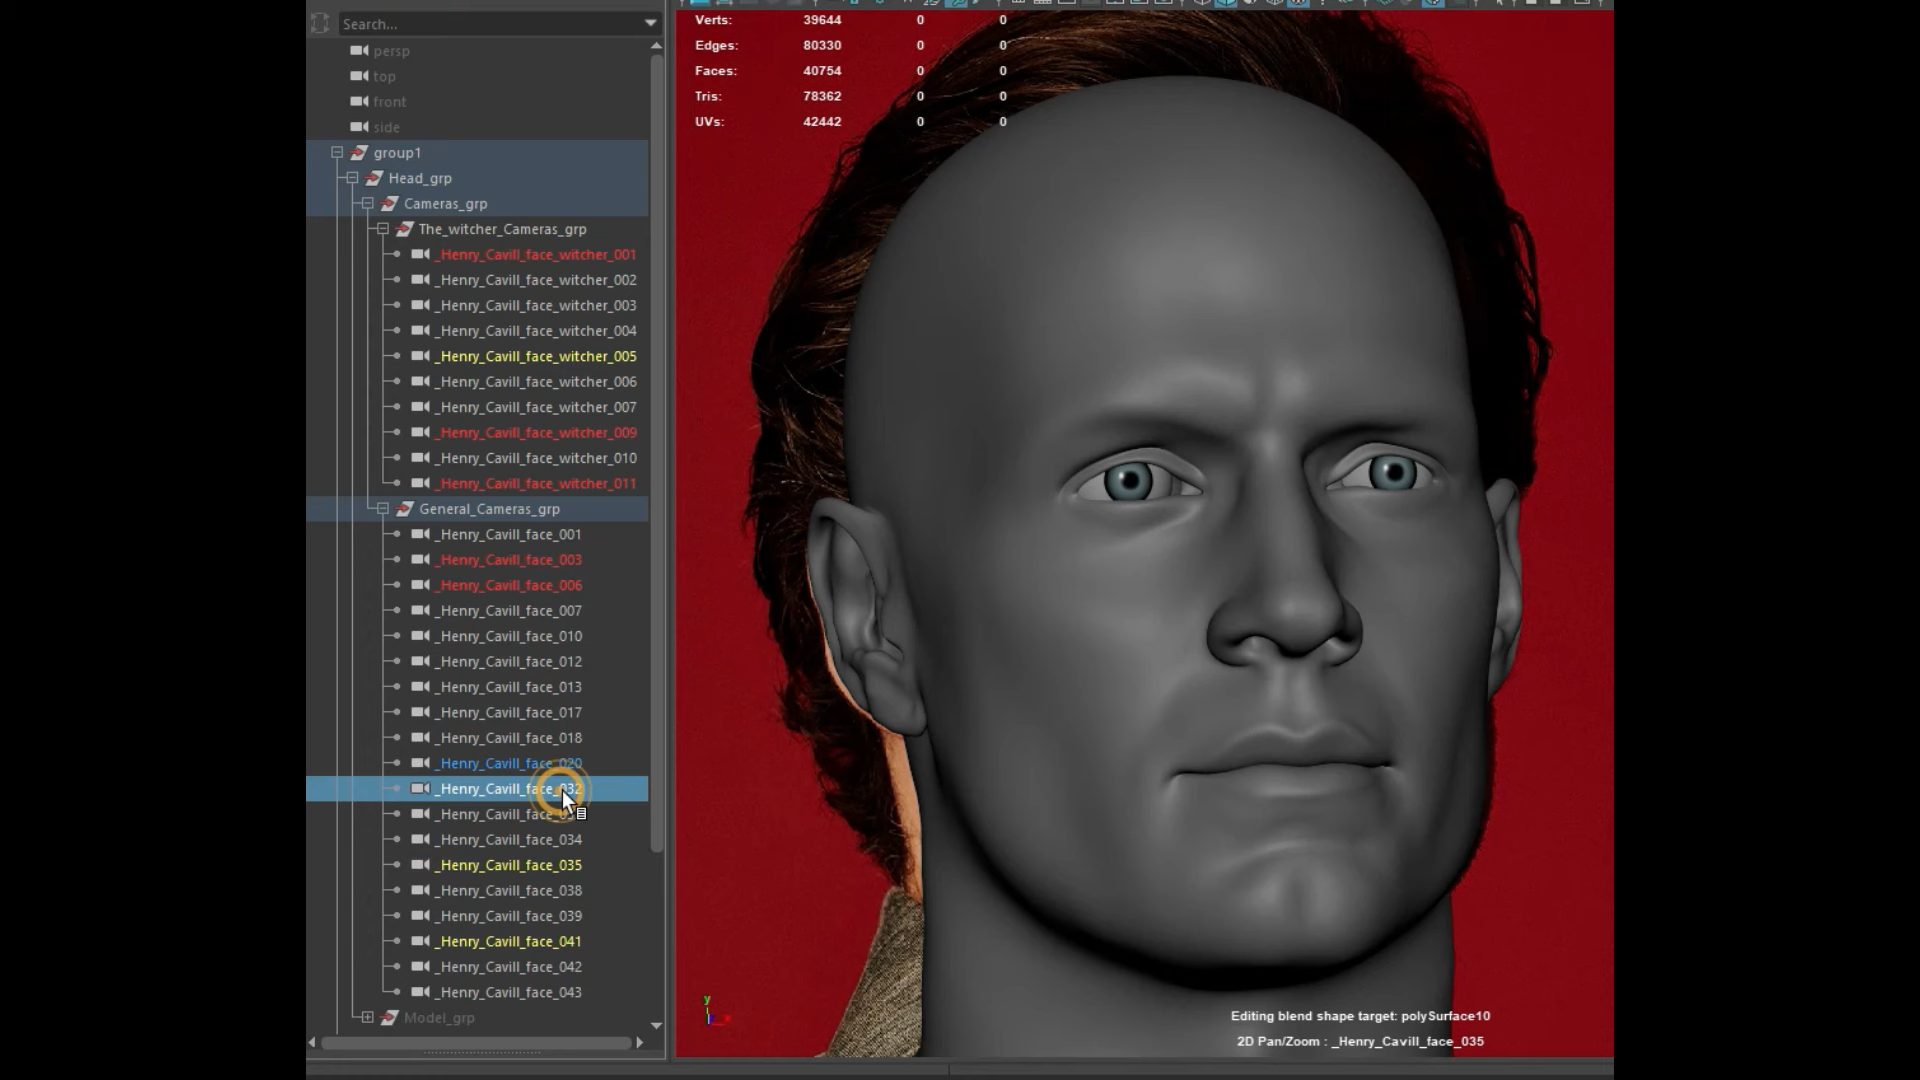 Search...
persp
top
front
side
group1
Head_grp
Cameras_grp
The_witcher_Cameras_grp
_Henry_Cavill_face_witcher_001
_Henry_Cavill_face_witcher_002
_Henry_Cavill_face_witcher_003
_Henry_Cavill_face_witcher_004
_Henry_Cavill_face_witcher_005
_Henry_Cavill_face_witcher_006
_Henry_Cavill_face_witcher_007
_Henry_Cavill_face_witcher_009
_Henry_Cavill_face_witcher_010
_Henry_Cavill_face_witcher_011
General_Cameras_grp
_Henry_Cavill_face_001
_Henry_Cavill_face_003
_Henry_Cavill_face_006
_Henry_Cavill_face_007
_Henry_Cavill_face_010
_Henry_Cavill_face_012
_Henry_Cavill_face_013
_Henry_Cavill_face_017
_Henry_Cavill_face_018
_Henry_Cavill_face_020
_Henry_Cavill_face_032
_Henry_Cavill_face
_Henry_Cavill_face_034
_Henry_Cavill_face_035
_Henry_Cavill_face_038
_Henry_Cavill_face_039
_Henry_Cavill_face_041
_Henry_Cavill_face_042
_Henry_Cavill_face_043
Model_grp
Verts: 39644 0 0
Edges: 80330 0 0
Faces: 40754 0 0
Tris: 78362 0 0
UVs: 42442 0 0
y
x
Editing blend shape target: polySurface10
2D Pan/Zoom : _Henry_Cavill_face_035